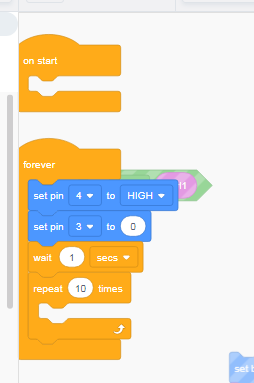 on start
forever
set pin 4 to HIGH
set pin 3 to 0
wait 1 secs
repeat 10 times
set